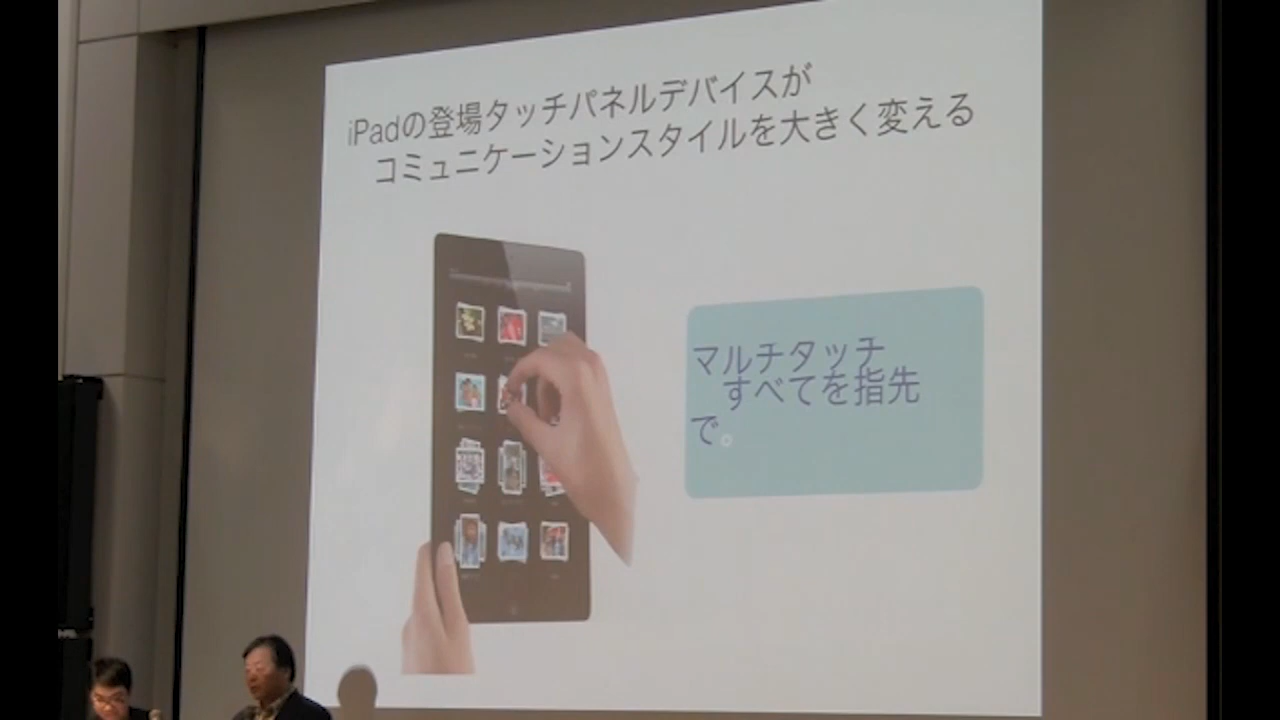 iPadの登場タッチパネルデバイスが
コミュニケーションスタイルを大きく変える
マルチタッチ
すべてを指先
で。